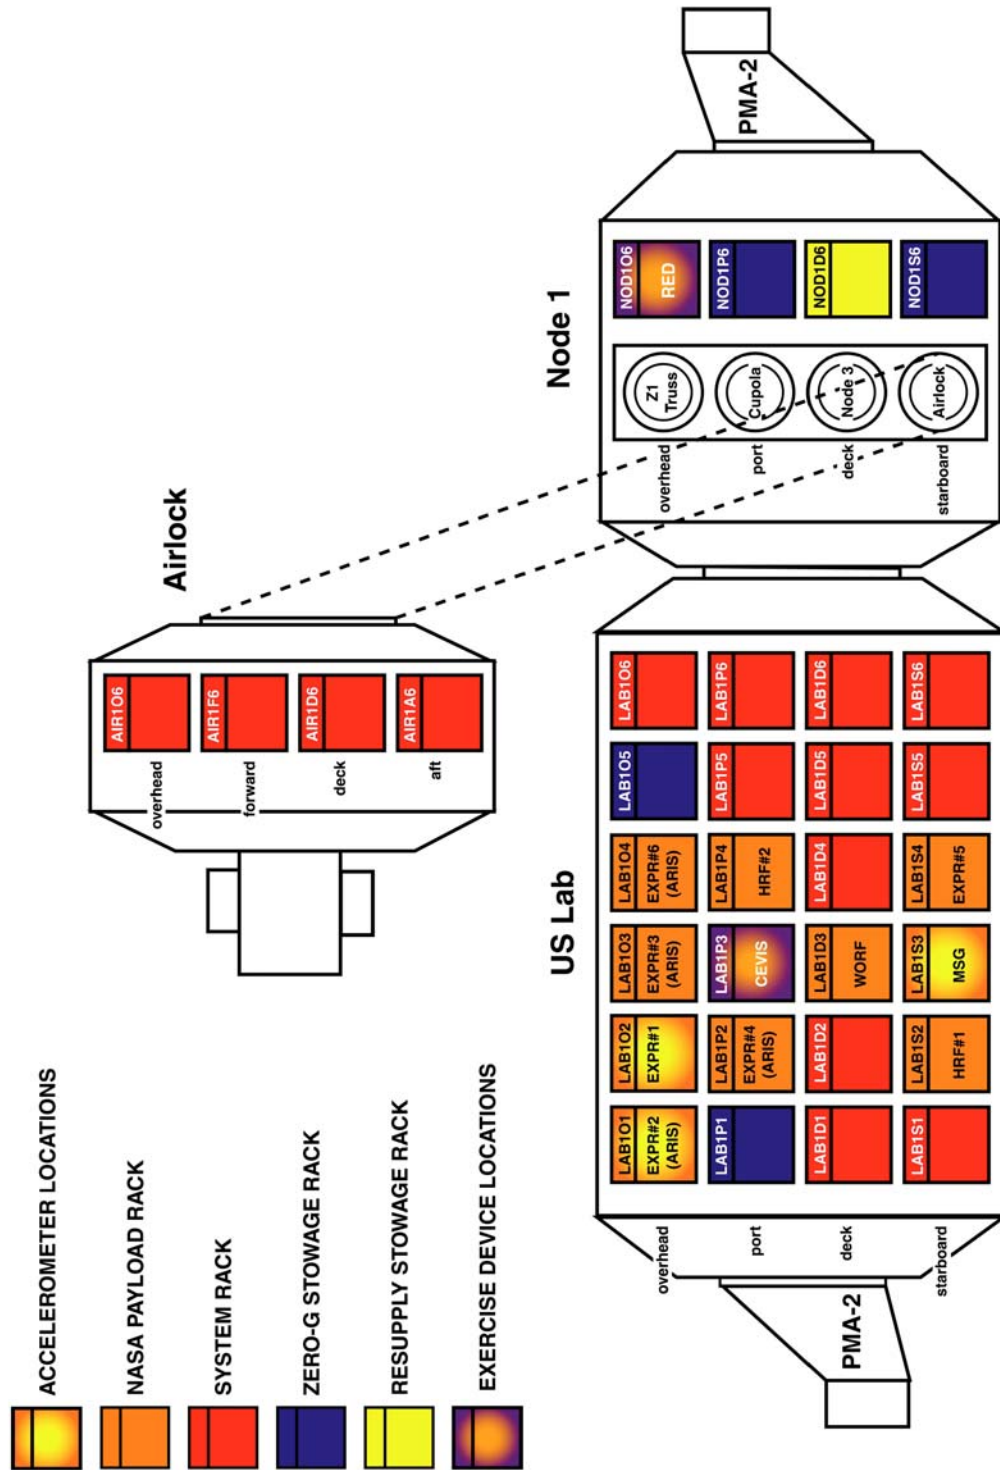 ACCELEROMETER LOCATIONS
NASA PAYLOAD RACK
SYSTEM RACK
ZERO-G STOWAGE RACK
RESUPPLY STOWAGE RACK
EXERCISE DEVICE LOCATIONS
Airlock
overhead
AIR1O6
forward
AIR1F6
deck
AIR1D6
aft
AIR1A6
US Lab
overhead
LAB1O1
EXPR#2
(ARIS)
LAB1O2
EXPR#1
LAB1O3
EXPR#3
(ARIS)
LAB1O4
EXPR#6
(ARIS)
LAB1O5
LAB1O6
port
LAB1P1
LAB1P2
EXPR#4
(ARIS)
LAB1P3
CEVIS
LAB1P4
HRF#2
LAB1P5
LAB1P6
deck
LAB1D1
LAB1D2
LAB1D3
WORF
LAB1D4
LAB1D5
LAB1D6
starboard
LAB1S1
LAB1S2
HRF#1
LAB1S3
MSG
LAB1S4
EXPR#5
LAB1S5
LAB1S6
PMA-2
Node 1
overhead
Z1
Truss
NOD1O6
RED
port
Cupola
NOD1P6
deck
Node 3
NOD1D6
starboard
Airlock
NOD1S6
PMA-2